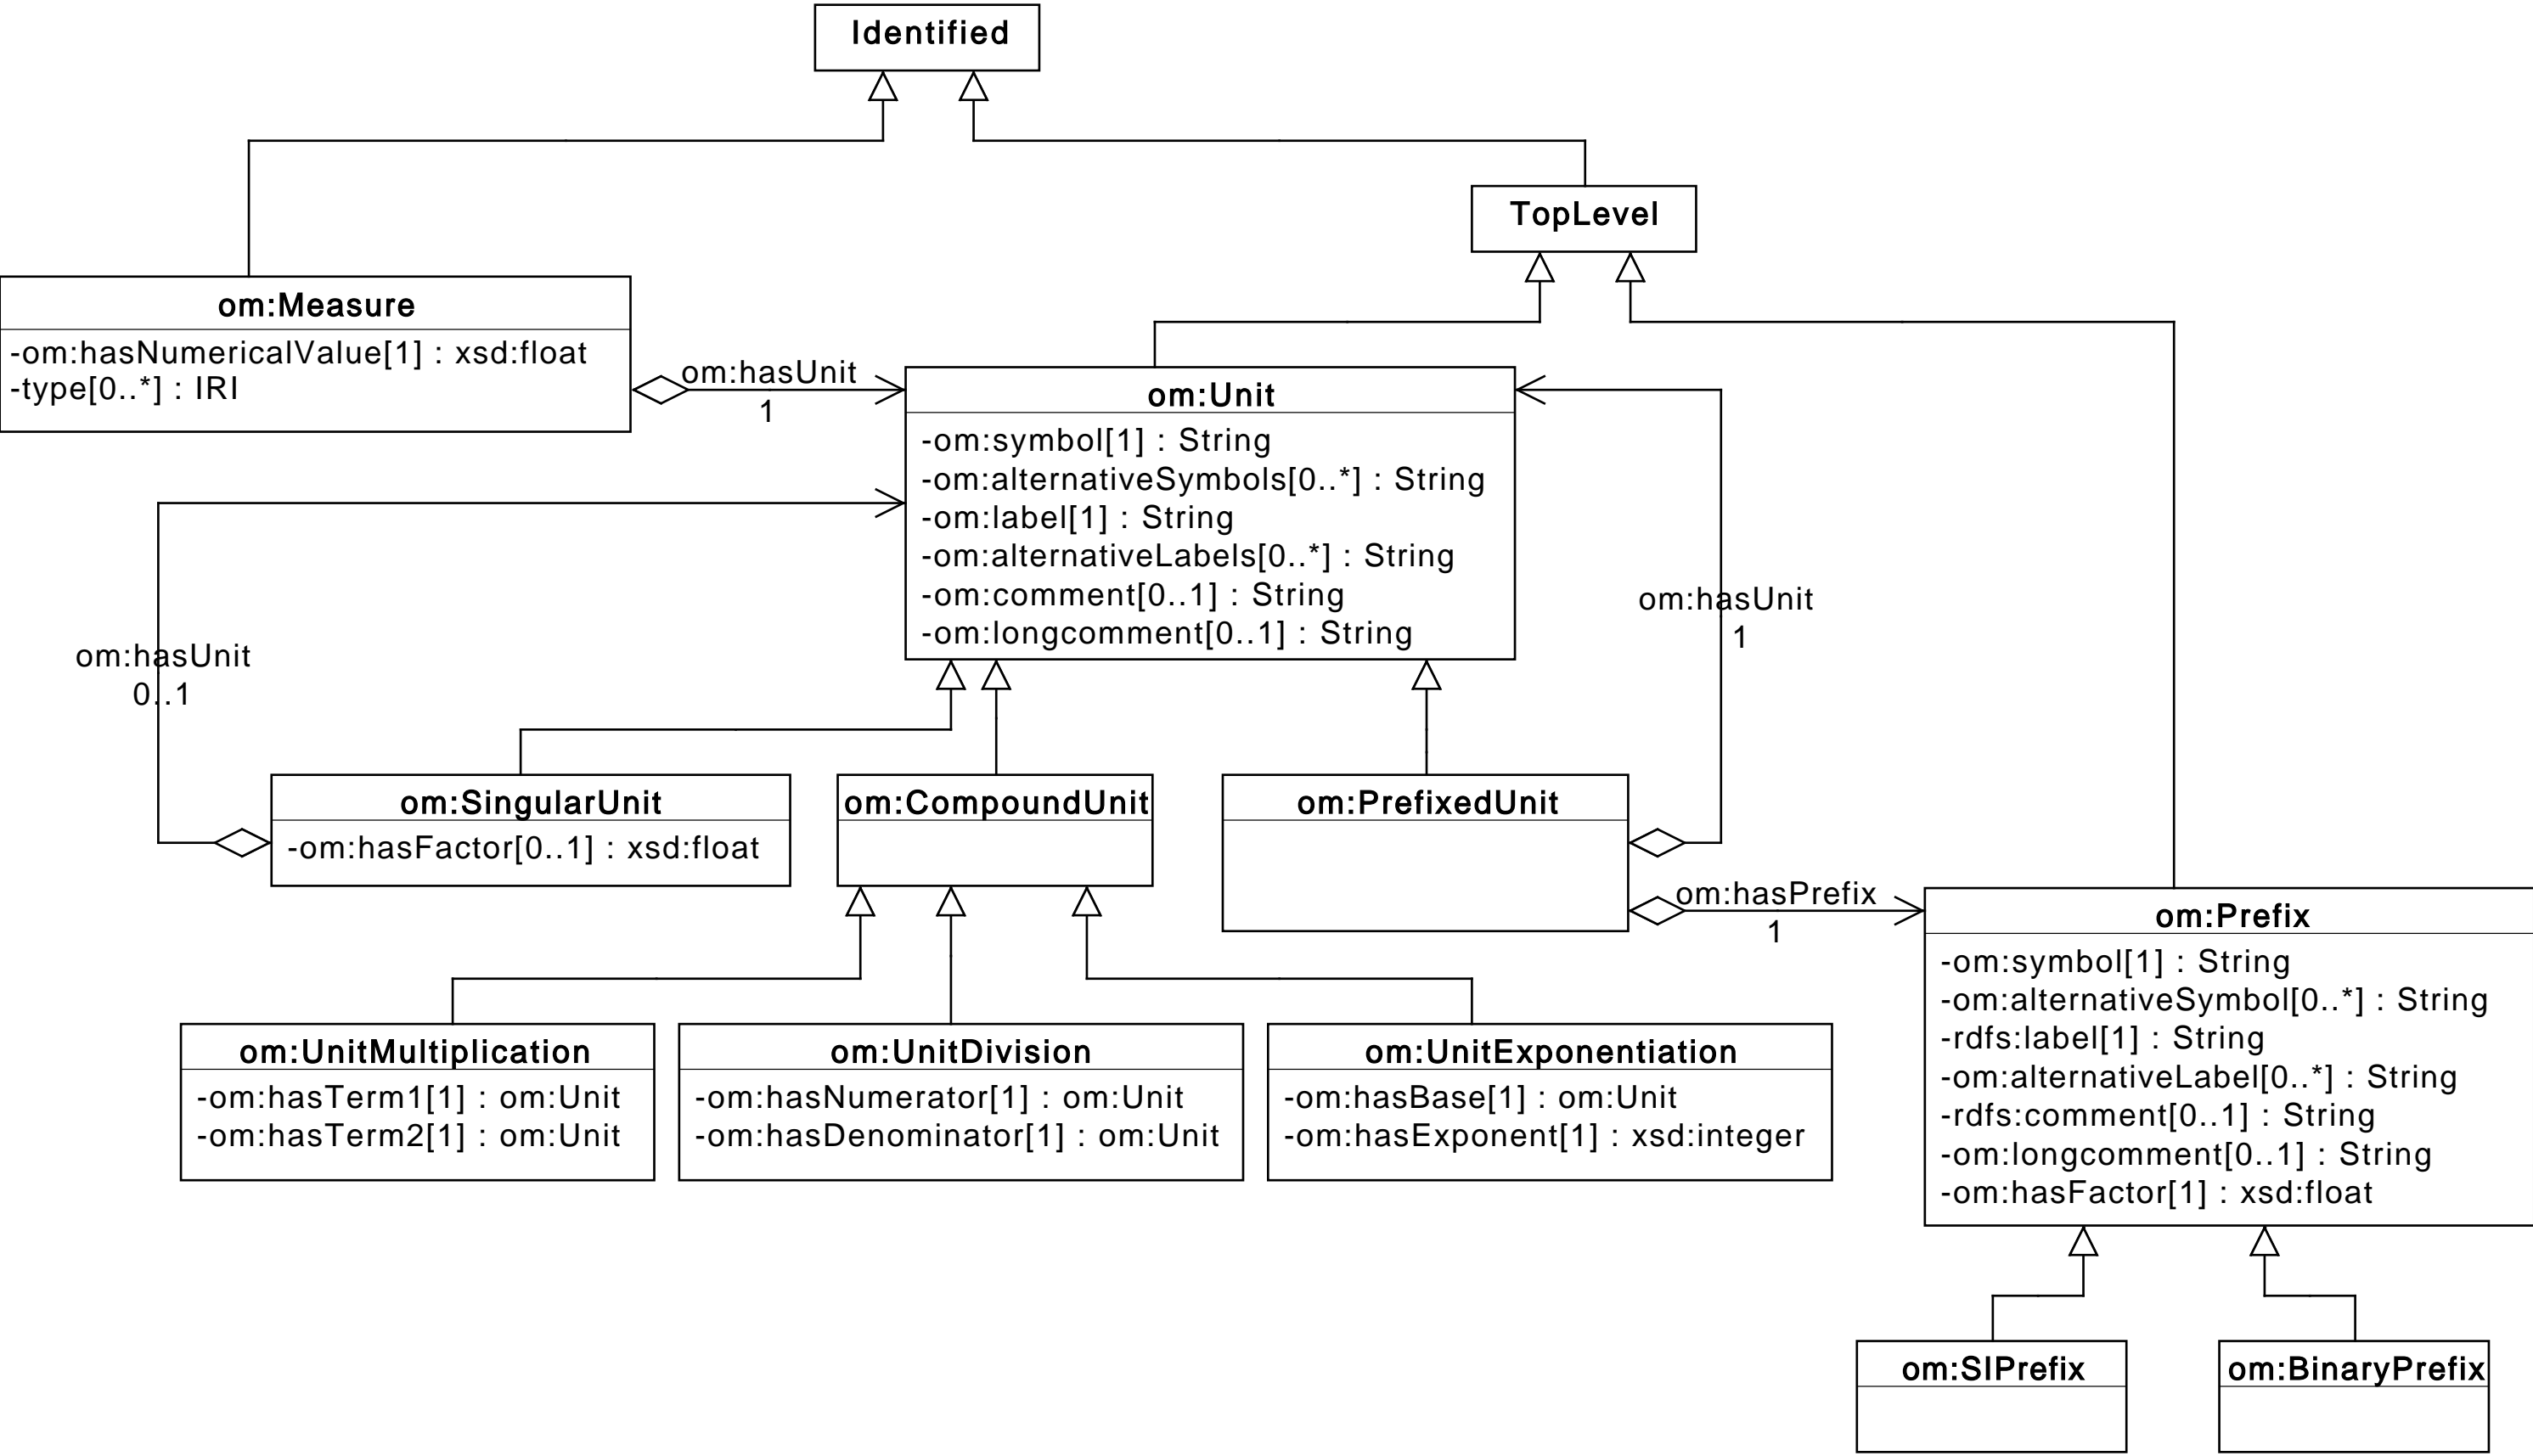 Identified
TopLevel
om:Measure
-om:hasNumericalValue[1] : xsd:float
-type[0..*] : IRI
om:hasUnit
1
om:Unit
-om:symbol[1] : String
-om:alternativeSymbols[0..*] : String
-om:label[1] : String
-om:alternativeLabels[0..*] : String
-om:comment[0..1] : String
-om:longcomment[0..1] : String
om:hasUnit
1
om:hasUnit
0..1
om:SingularUnit
-om:hasFactor[0..1] : xsd:float
om:CompoundUnit
om:PrefixedUnit
om:hasPrefix
1
om:Prefix
-om:symbol[1] : String
-om:alternativeSymbol[0..*] : String
-rdfs:label[1] : String
-om:alternativeLabel[0..*] : String
-rdfs:comment[0..1] : String
-om:longcomment[0..1] : String
-om:hasFactor[1] : xsd:float
om:UnitMultiplication
-om:hasTerm1[1] : om:Unit
-om:hasTerm2[1] : om:Unit
om:UnitDivision
-om:hasNumerator[1] : om:Unit
-om:hasDenominator[1] : om:Unit
om:UnitExponentiation
-om:hasBase[1] : om:Unit
-om:hasExponent[1] : xsd:integer
om:SIPrefix
om:BinaryPrefix